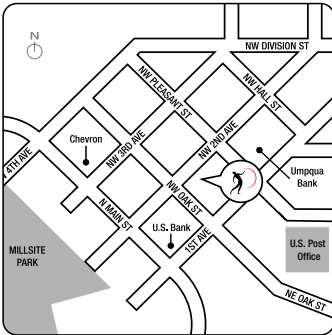 N
NW DIVISION ST
NW PLEASANT ST
NW HALL ST
Chevron
NW 3RD AVE
NW 2ND AVE
W 4TH AVE
Umpqua
Bank
NW OAK ST
N MAIN ST
U.S. Bank
1ST AVE
MILLSITE
PARK
U.S. Post
Office
NE OAK ST